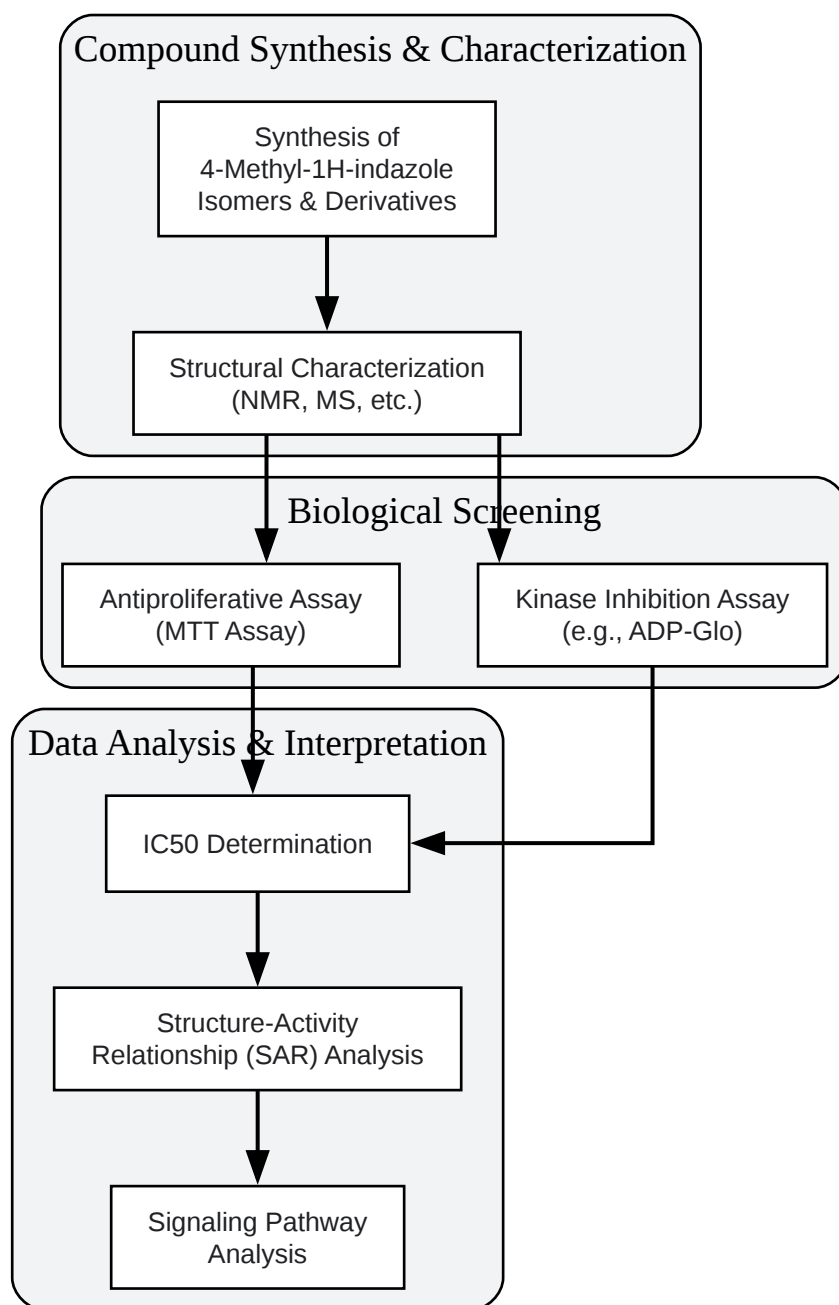 Compound Synthesis & Characterization
Synthesis of
4-Methyl-1H-indazole
Isomers & Derivatives
Structural Characterization
(NMR, MS, etc.)
Biological Screening
Antiproliferative Assay
(MTT Assay)
Kinase Inhibition Assay
(e.g., ADP-Glo)
Data Analysis & Interpretation
IC50 Determination
Structure-Activity
Relationship (SAR) Analysis
Signaling Pathway
Analysis